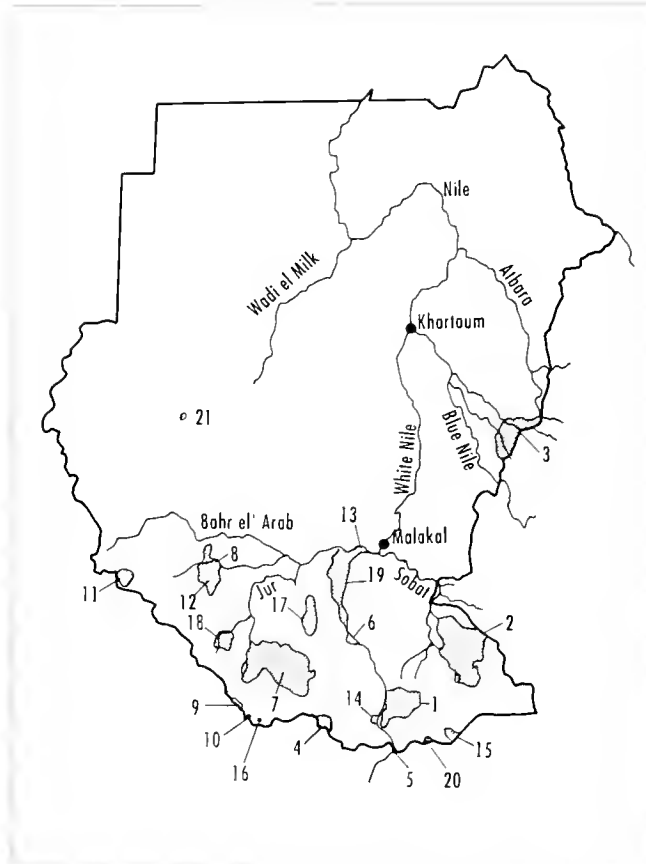 Nile
Wadi el Milk
Atbara
Khartoum
21
White Nile
Blue Nile
3
Bahr el' Arab
13
Malakal
8
11
12
Jur
19
Sobat
17
18
6
2
7
9
14
1
10
16
4
5
20
15